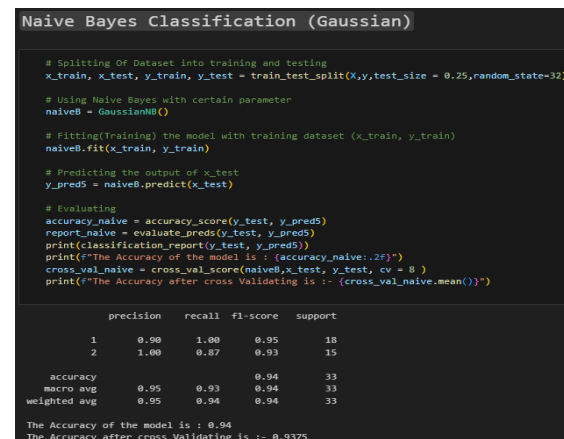 Naive Bayes Classification (Gaussian)
# Splitting Of Dataset into training and testing
x_train, x_test, y_train, y_test = train_test_split(X,y,test_size = 0.25,random_state=32)
# Using Naive Bayes with certain parameter
naiveB = GaussianNB()
# Fitting(Training) the model with training dataset (x_train, y_train)
naiveB.fit(x_train, y_train)
# Predicting the output of x_test
y_pred5 = naiveB.predict(x_test)
# Evaluating
accuracy_naive = accuracy_score(y_test, y_pred5)
report_naive = evaluate_preds(y_test, y_pred5)
print(classification_report(y_test, y_pred5))
print(f"The Accuracy of the model is : {accuracy_naive:.2f}")
cross_val_naive = cross_val_score(naiveB,x_test, y_test, cv = 8 )
print(f"The Accuracy after cross Validating is :- {cross_val_naive.mean()}")
precision recall f1-score support
1 0.90 1.00 0.95 18
2 1.00 0.87 0.93 15
accuracy 0.94 33
macro avg 0.95 0.93 0.94 33
weighted avg 0.95 0.94 0.94 33
The Accuracy of the model is : 0.94
The Accuracy after cross Validating is :- 0.9375